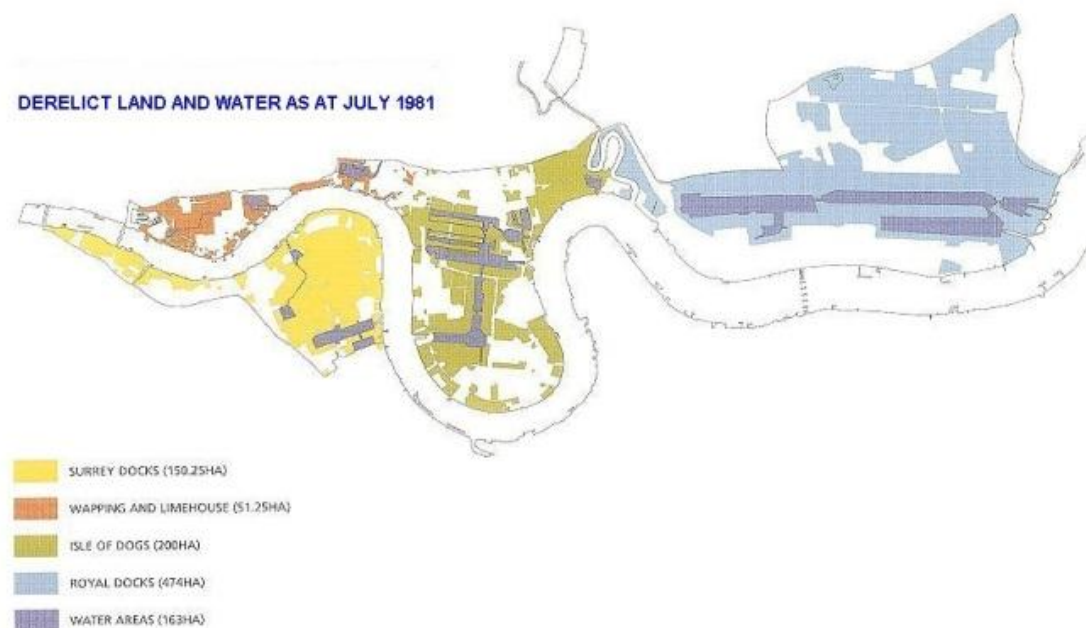 DERELICT LAND AND WATER AS AT JULY 1981
SURREY DOCKS (150.25HA)
WAPPING AND LIMEHOUSE (51.25HA)
ISLE OF DOGS (200HA)
ROYAL DOCKS (474HA)
WATER AREAS (163HA)